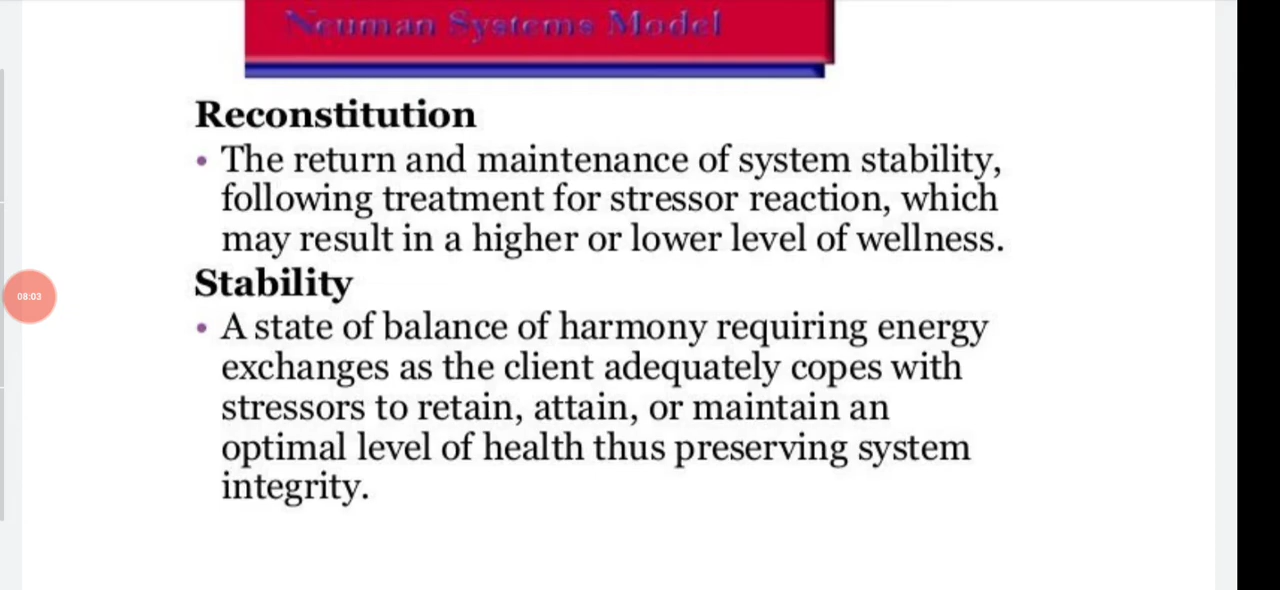 Neuman Systems Model
Reconstitution
• The return and maintenance of system stability,
following treatment for stressor reaction, which
may result in a higher or lower level of wellness.
Stability
• A state of balance of harmony requiring energy
exchanges as the client adequately copes with
stressors to retain, attain, or maintain an
optimal level of health thus preserving system
integrity.
08:03